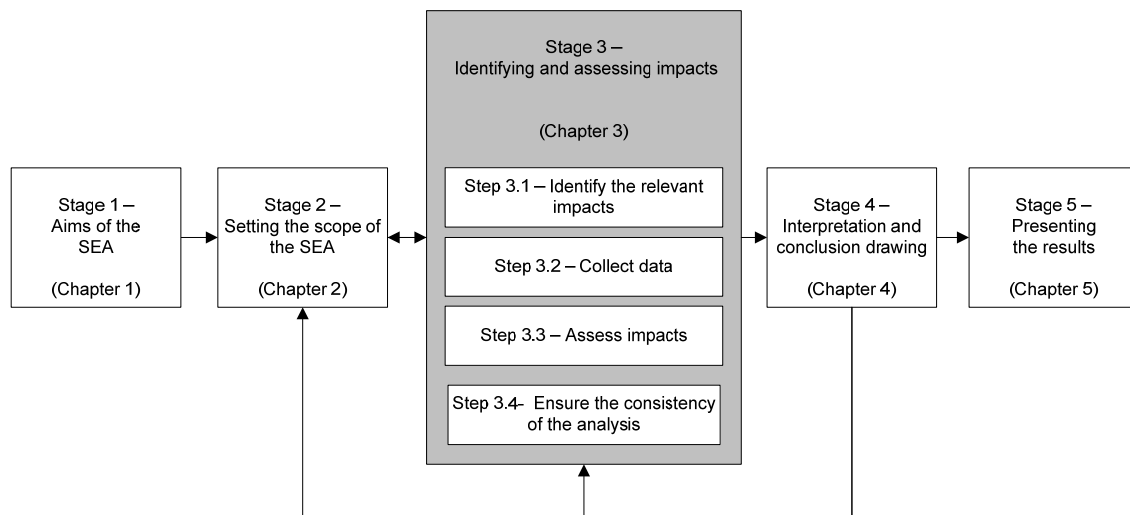 Stage 1 –
Aims of the
SEA
(Chapter 1)
Stage 2 –
Setting the scope of
the SEA
(Chapter 2)
Stage 3 –
Identifying and assessing impacts
(Chapter 3)
Step 3.1 – Identify the relevant
impacts
Step 3.2 – Collect data
Step 3.3 – Assess impacts
Step 3.4- Ensure the consistency
of the analysis
Stage 4 –
Interpretation and
conclusion drawing
(Chapter 4)
Stage 5 –
Presenting
the results
(Chapter 5)